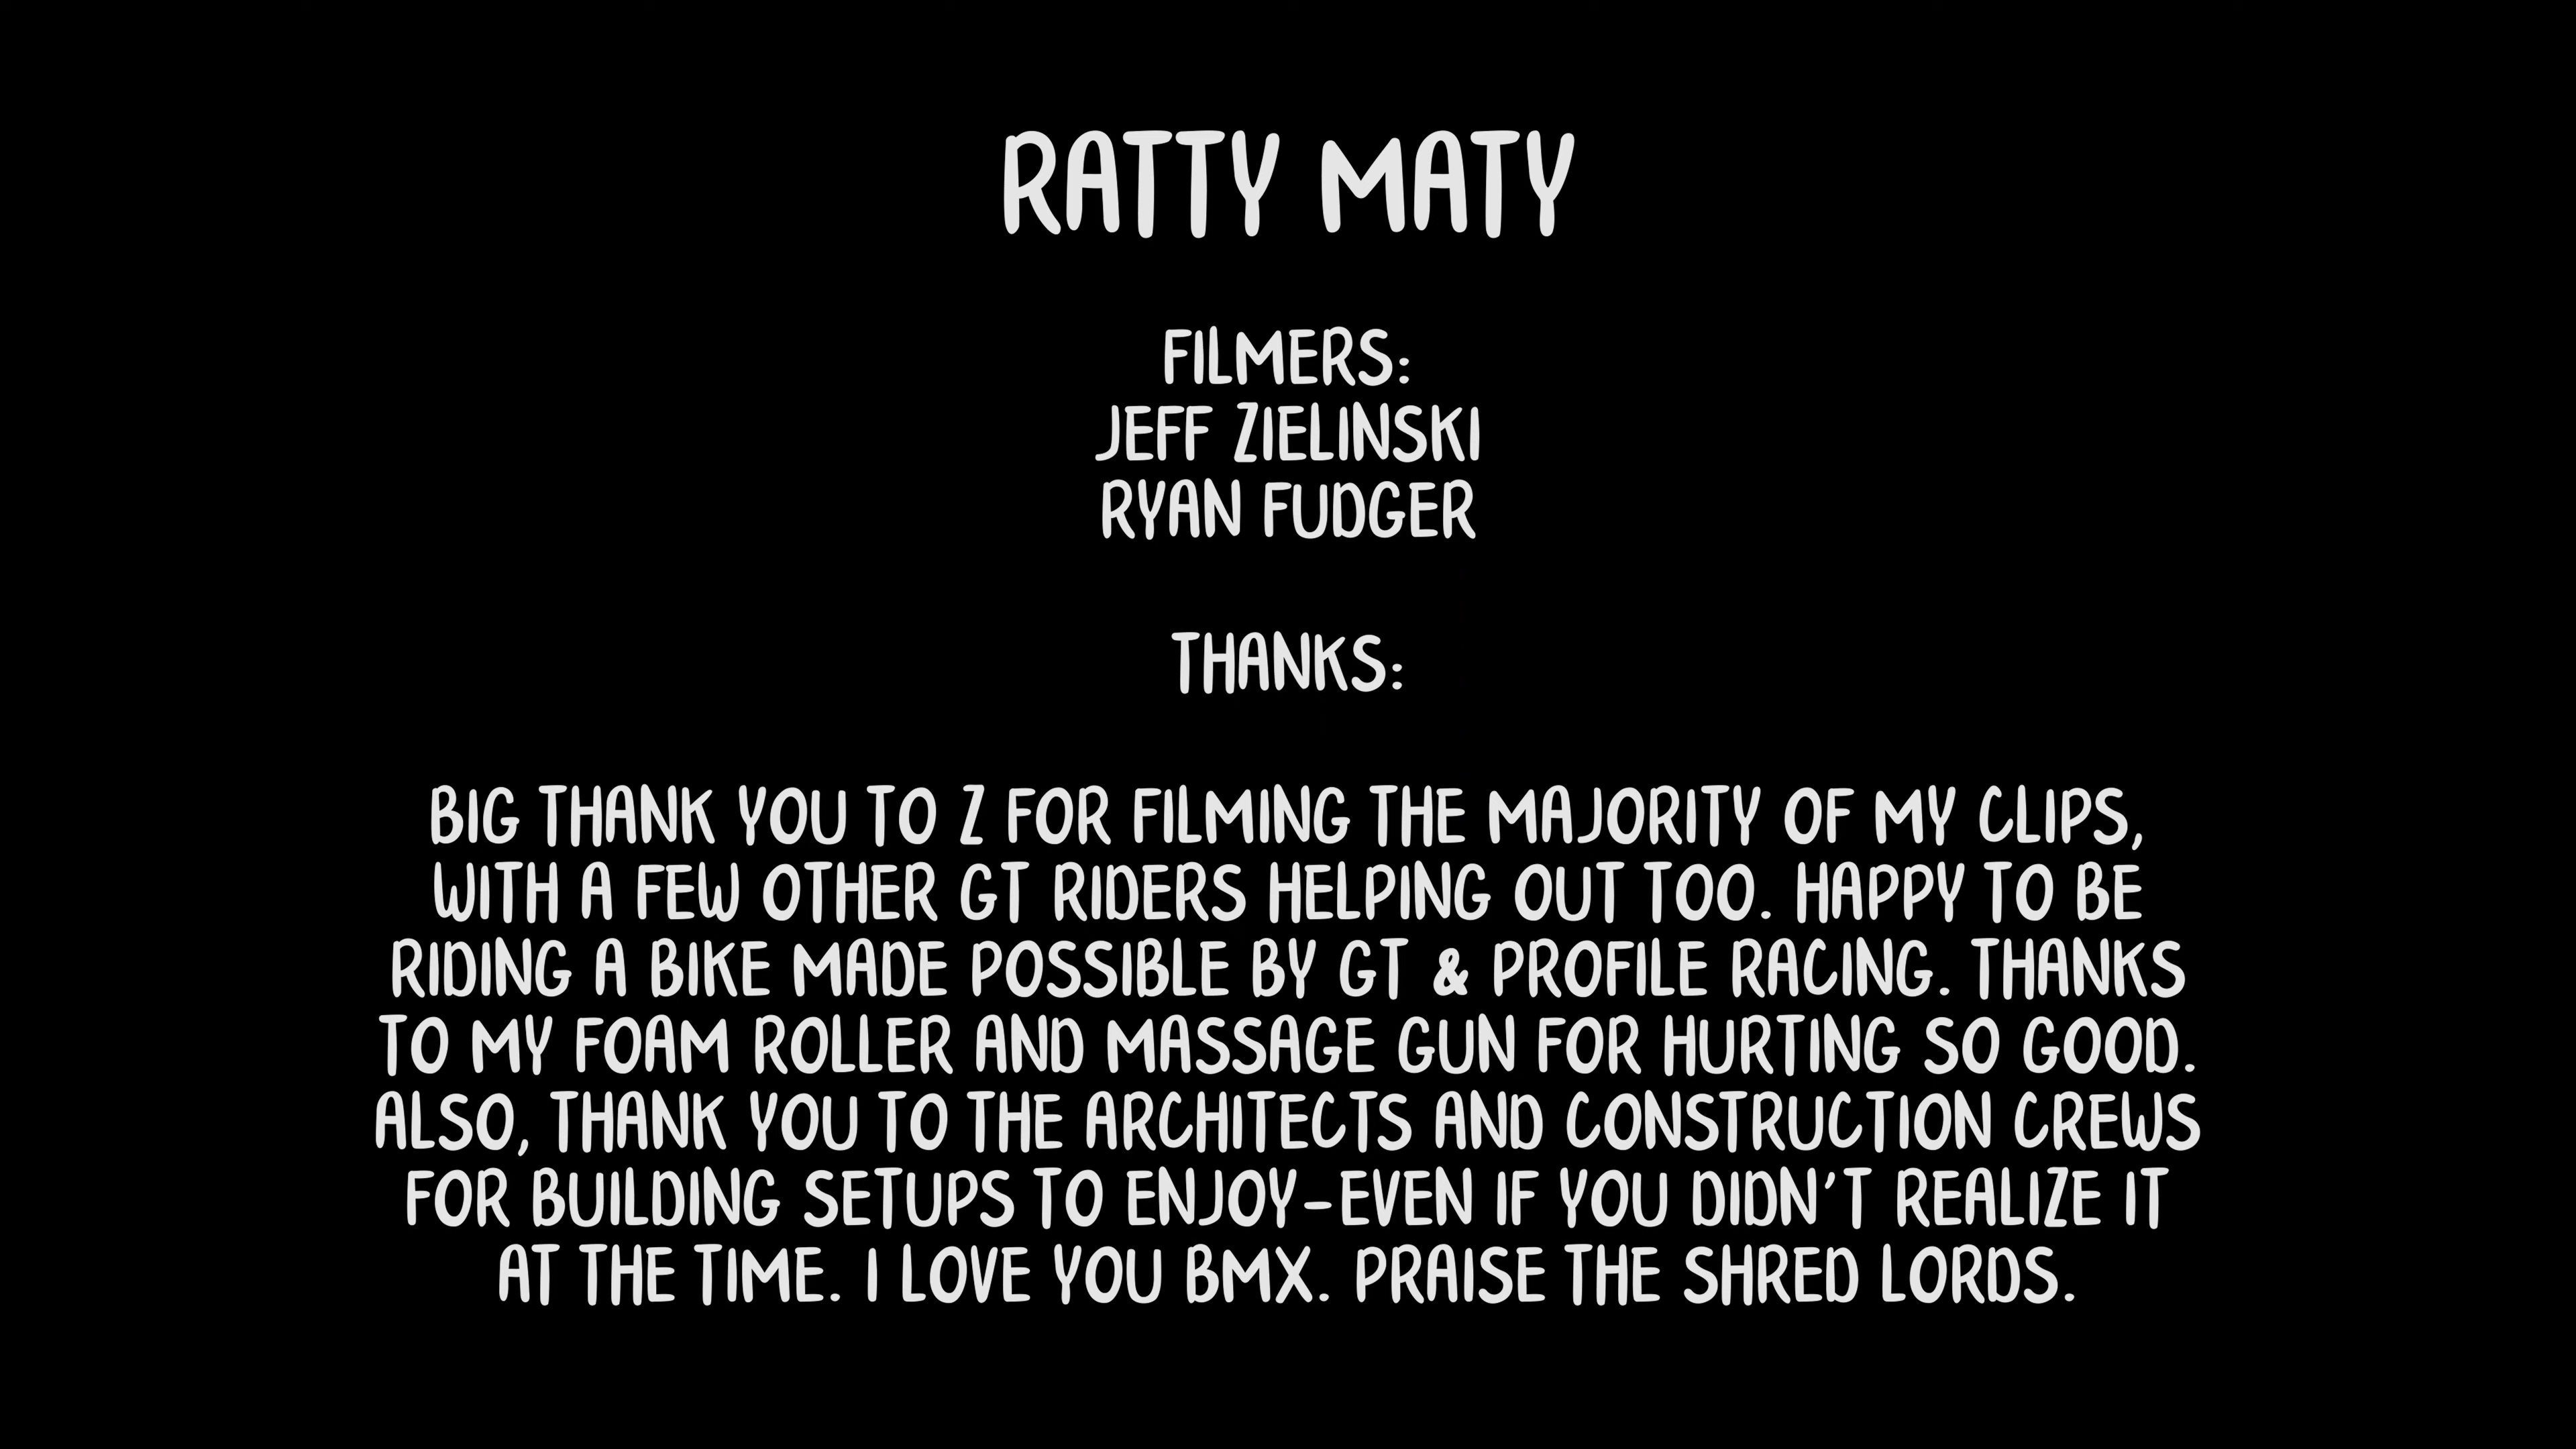 RATTY MATY
FILMERS:
JEFF ZIELINSKI
RYAN FUDGER
THANKS:
BIG THANK YOU TO Z FOR FILMING THE MAJORITY OF MY CLIPS,
WITH A FEW OTHER GT RIDERS HELPING OUT TOO. HAPPY TO BE
RIDING A BIKE MADE POSSIBLE BY GT & PROFILE RACING. THANKS
TO MY FOAM ROLLER AND MASSAGE GUN FOR HURTING SO GOOD.
ALSO, THANK YOU TO THE ARCHITECTS AND CONSTRUCTION CREWS
FOR BUILDING SETUPS TO ENJOY-EVEN IF YOU DIDN'T REALIZE IT
AT THE TIME. I LOVE YOU BMX. PRAISE THE SHRED LORDS.